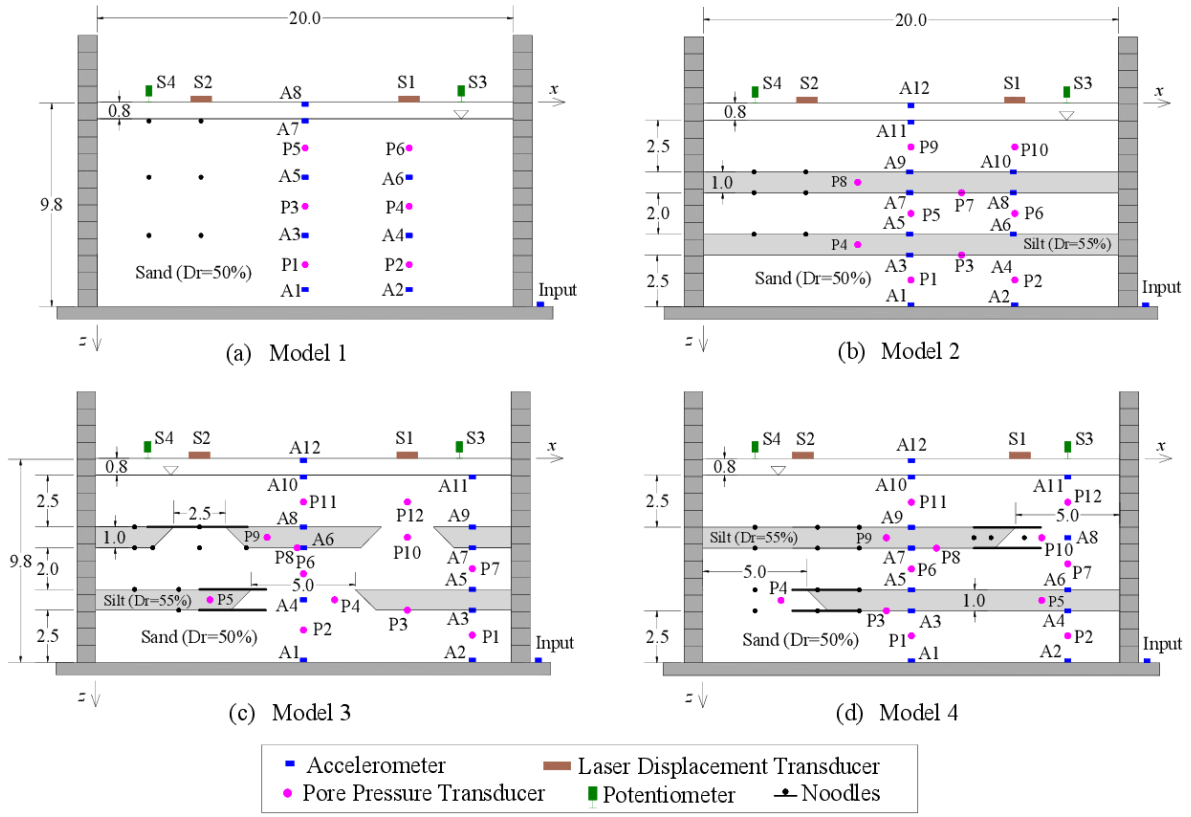 20.0
S4 S2 A8 S1 S3 x
0.8
A7
P5 P6
A5 A6
9.8
P3 P4
A3 A4
Sand (Dr=50%) P1 P2
A1 A2 Input
z
(a) Model 1
20.0
S4 S2 A12 S1 S3 x
0.8
A11
2.5 P9 P10
A9 A10
1.0 P8
A7 P7 A8
2.0 P5 P6
A5 A6
P4 Silt (Dr=55%)
A3 P3 A4
2.5 Sand (Dr=50%) P1 P2
A1 A2 Input
z
(b) Model 2
S4 S2 A12 S1 S3 x
0.8
A10 A11
2.5 2.5 P11 P12
A8 A9
1.0 P9 A6 P10
P8 A7
9.8 2.0 P6 P7
5.0 A5
Silt (Dr=55%) P5 A4 P4
P3 A3
2.5 Sand (Dr=50%) P2 P1
A1 A2 Input
z
(c) Model 3
S4 S2 A12 S1 S3 x
0.8
A10 A11
2.5 P11 P12
A9 5.0
1.0 Silt (Dr=55%) P9 A8
A7 P8 P10
2.0 P6 P7
5.0 A5 A6
P4 1.0 P5
P3 A3 A4
2.5 Sand (Dr=50%) P1 P2
A1 A2 Input
z
(d) Model 4
Accelerometer Laser Displacement Transducer
Pore Pressure Transducer Potentiometer Noodles